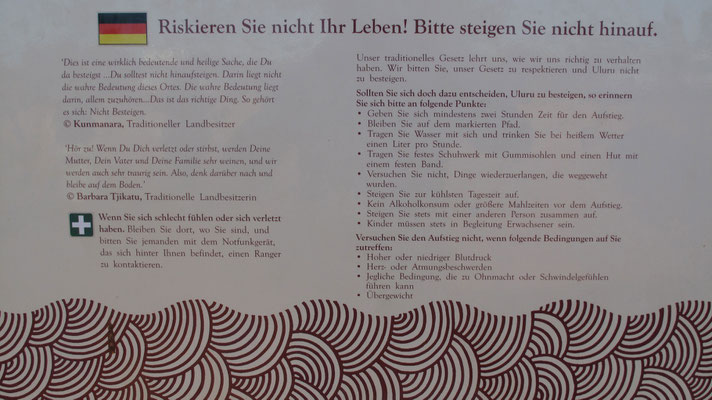 Riskieren Sie nicht Ihr Leben! Bitte steigen Sie nicht hinauf.
'Dies ist eine wirklich bedeutende und heilige Sache, die Du
da besteigst ...Du solltest nicht hinaufsteigen. Darin liegt nicht
die wahre Bedeutung dieses Ortes. Die wahre Bedeutung liegt
darin, allem zuzuhören...Das ist das richtige Ding. So gehört
es sich: Nicht Besteigen.
© Kunmanara, Traditioneller Landbesitzer
'Hör zu! Wenn Du Dich verletzt oder stirbst, werden Deine
Mutter, Dein Vater und Deine Familie sehr weinen, und wir
werden auch sehr traurig sein. Also, denk darüber nach und
bleibe auf dem Boden.'
© Barbara Tjikatu, Traditionelle Landbesitzerin
Wenn Sie sich schlecht fühlen oder sich verletzt
haben. Bleiben Sie dort, wo Sie sind, und
bitten Sie jemanden mit dem Notfunkgerät,
das sich hinter Ihnen befindet, einen Ranger
zu kontaktieren.
Unser traditionelles Gesetz lehrt uns, wie wir uns richtig zu verhalten
haben. Wir bitten Sie, unser Gesetz zu respektieren und Uluru nicht
zu besteigen.
Sollten Sie sich doch dazu entscheiden, Uluru zu besteigen, so erinnern
Sie sich bitte an folgende Punkte:
• Geben Sie sich mindestens zwei Stunden Zeit für den Aufstieg.
• Bleiben Sie auf dem markierten Pfad.
• Tragen Sie Wasser mit sich und trinken Sie bei heißem Wetter
einen Liter pro Stunde.
• Tragen Sie festes Schuhwerk mit Gummisohlen und einen Hut mit
einem festen Band.
• Versuchen Sie nicht, Dinge wiederzuerlangen, die weggeweht
wurden.
• Steigen Sie zur kühlsten Tageszeit auf.
• Kein Alkoholkonsum oder größere Mahlzeiten vor dem Aufstieg.
• Steigen Sie stets mit einer anderen Person zusammen auf.
• Kinder müssen stets in Begleitung Erwachsener sein.
Versuchen Sie den Aufstieg nicht, wenn folgende Bedingungen auf Sie
zutreffen:
• Hoher oder niedriger Blutdruck
• Herz- oder Atmungsbeschwerden
• Jegliche Bedingung, die zu Ohnmacht oder Schwindelgefühlen
führen kann
• Übergewicht